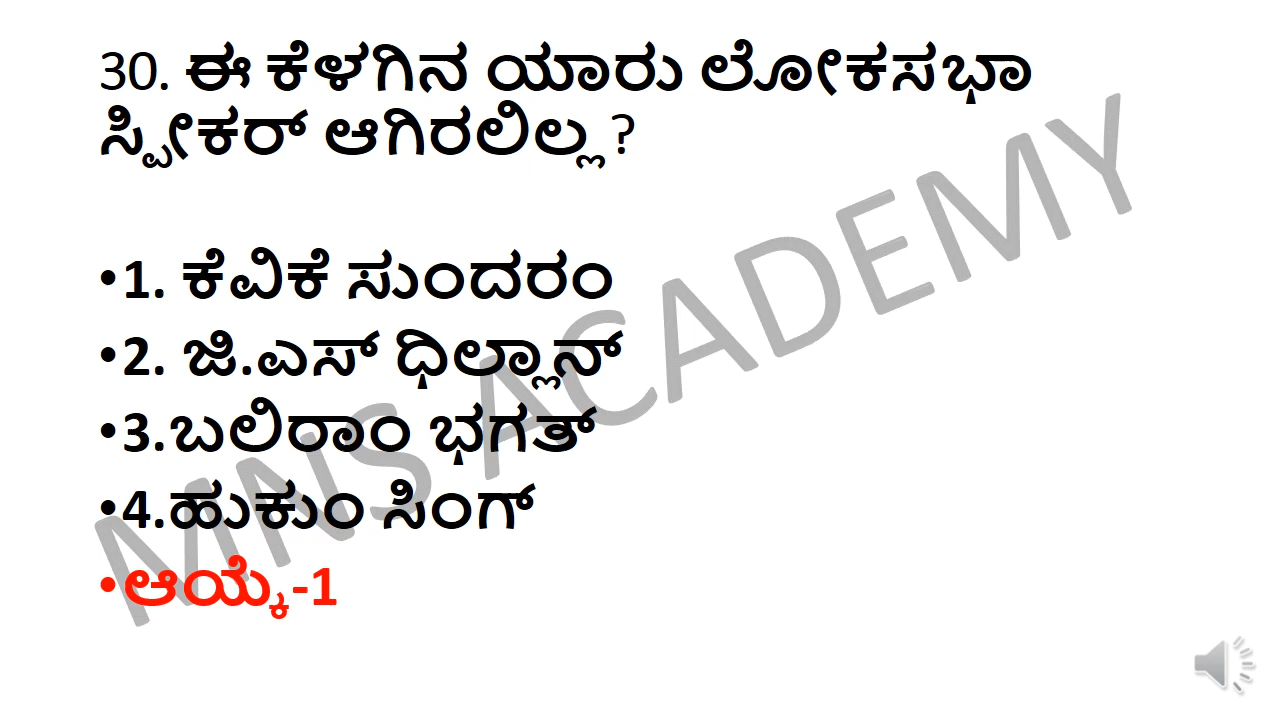 30. ಈ ಕೆಳಗಿನ ಯಾರು ಲೋಕಸಭಾ
ಸ್ಪೀಕರ್ ಆಗಿರಲಿಲ್ಲ ?
•1. ಕೆವಿಕೆ ಸುಂದರಂ
•2. ಜಿ.ಎಸ್ ಧಿಲ್ಲಾನ್
•3.ಬಲಿರಾಂ ಭಗತ್
•4.ಹುಕುಂ ಸಿಂಗ್
•ಆಯ್ಕೆ-1
MNS ACADEMY